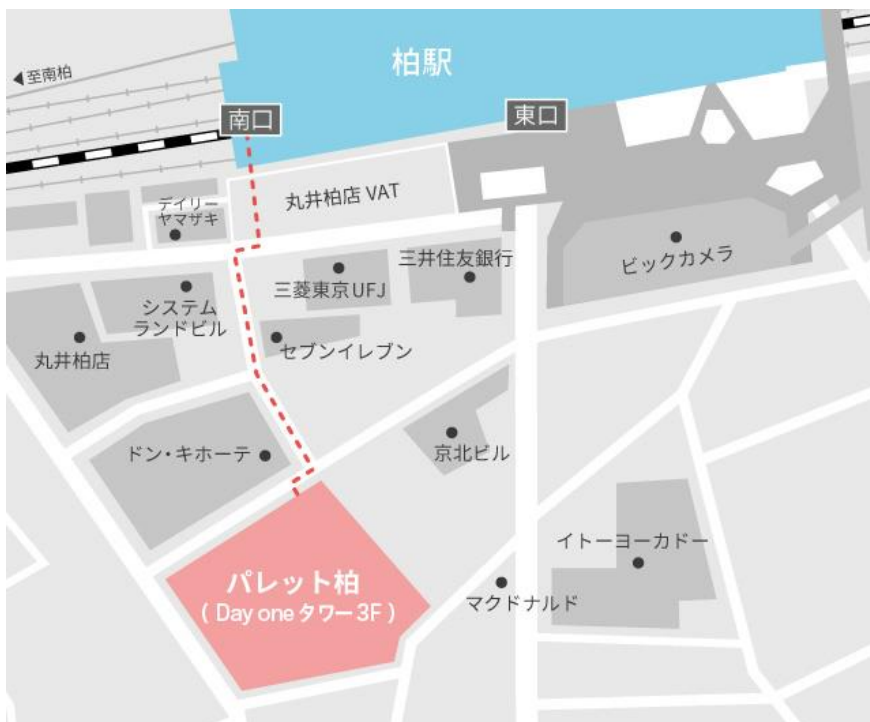 柏駅
◀至南柏
南口
東口
丸井柏店 VAT
デイリー
ヤマザキ
三井住友銀行
ビックカメラ
三菱東京UFJ
システム
ランドビル
セブンイレブン
丸井柏店
ドン・キホーテ
京北ビル
イトーヨーカドー
パレット柏
( Day one タワー 3F )
マクドナルド